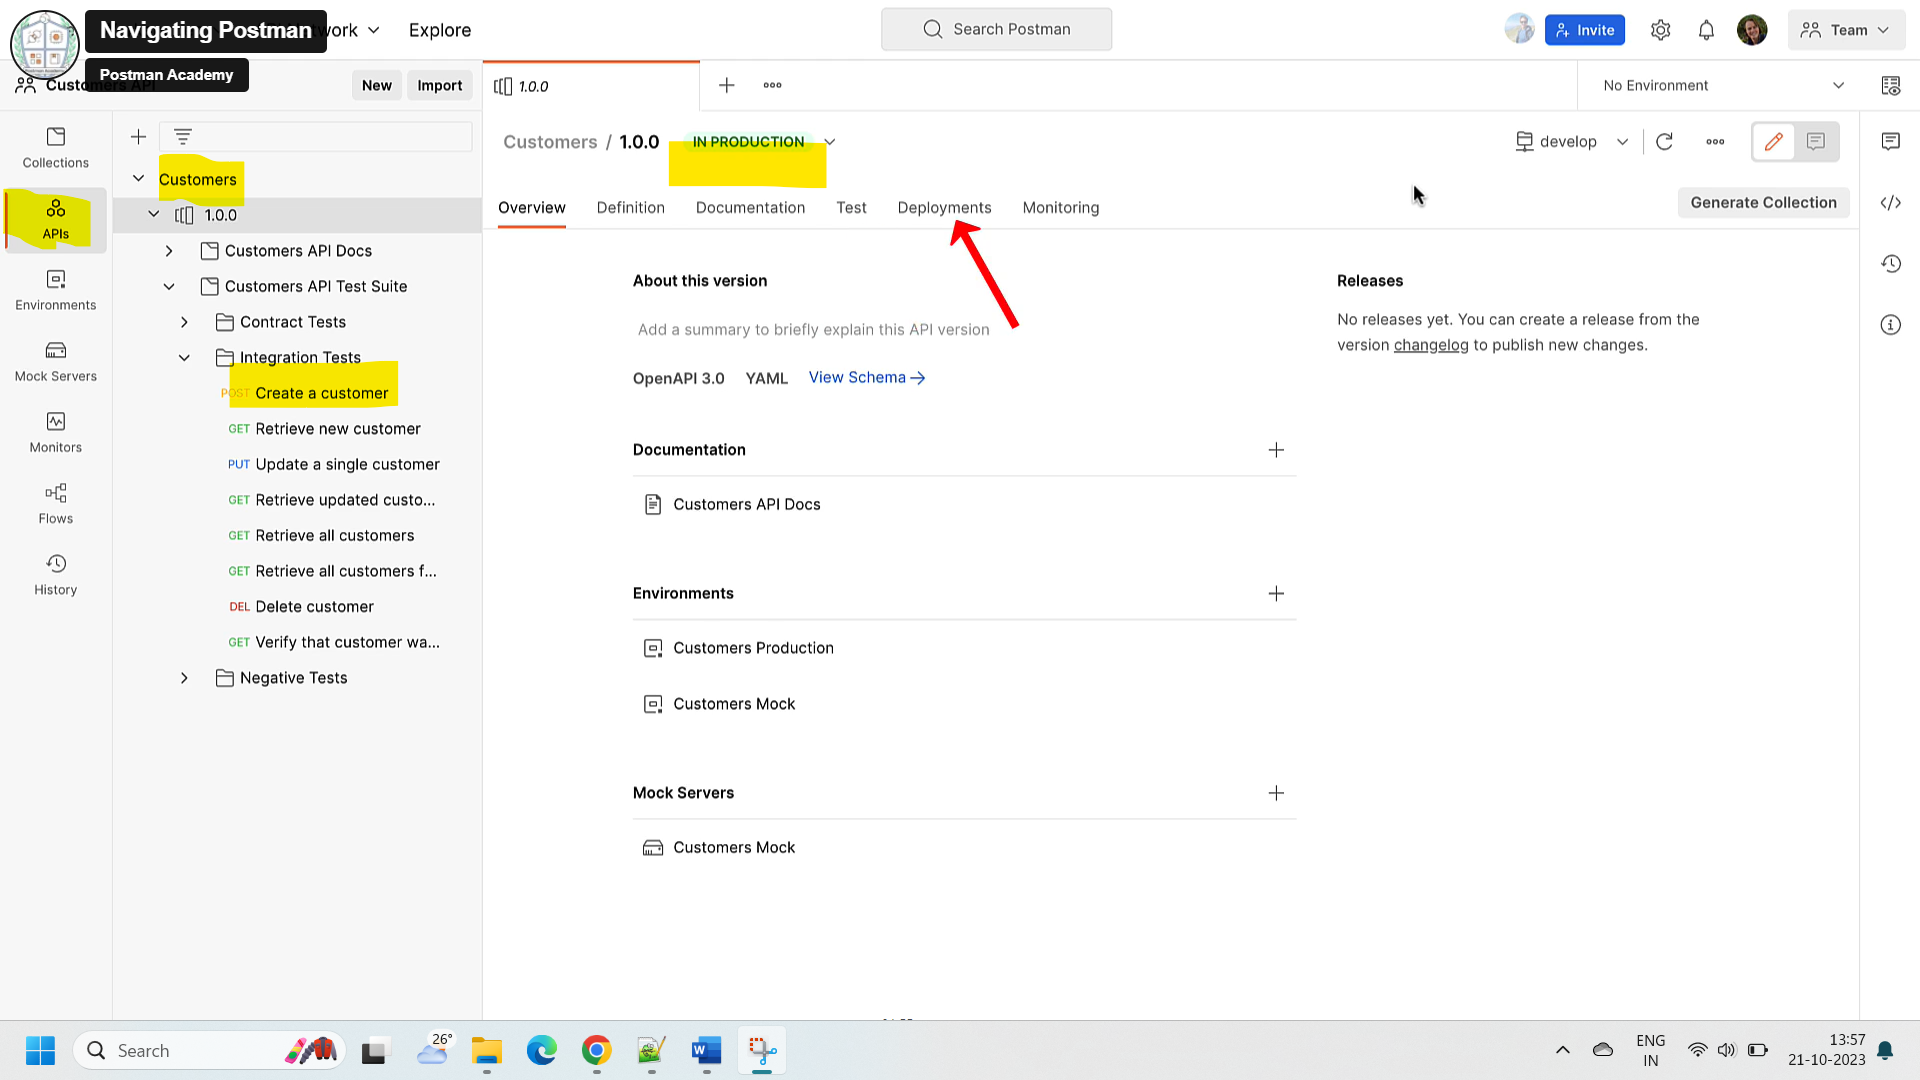 Navigating Postman
work
Explore
Search Postman
Invite
Team
Postman Academy
Customers API
New
Import
1.0.0
No Environment
Collections
APIs
Environments
Mock Servers
Monitors
Flows
History
Customers
1.0.0
Customers API Docs
Customers API Test Suite
Contract Tests
Integration Tests
POST Create a customer
GET Retrieve new customer
PUT Update a single customer
GET Retrieve updated custo...
GET Retrieve all customers
GET Retrieve all customers f...
DEL Delete customer
GET Verify that customer wa...
Negative Tests
Customers / 1.0.0
IN PRODUCTION
develop
Overview
Definition
Documentation
Test
Deployments
Monitoring
Generate Collection
About this version
Add a summary to briefly explain this API version
OpenAPI 3.0
YAML
View Schema
Documentation
Customers API Docs
Environments
Customers Production
Customers Mock
Mock Servers
Customers Mock
Releases
No releases yet. You can create a release from the
version changelog to publish new changes.
Search
26°
ENG
IN
13:57
21-10-2023